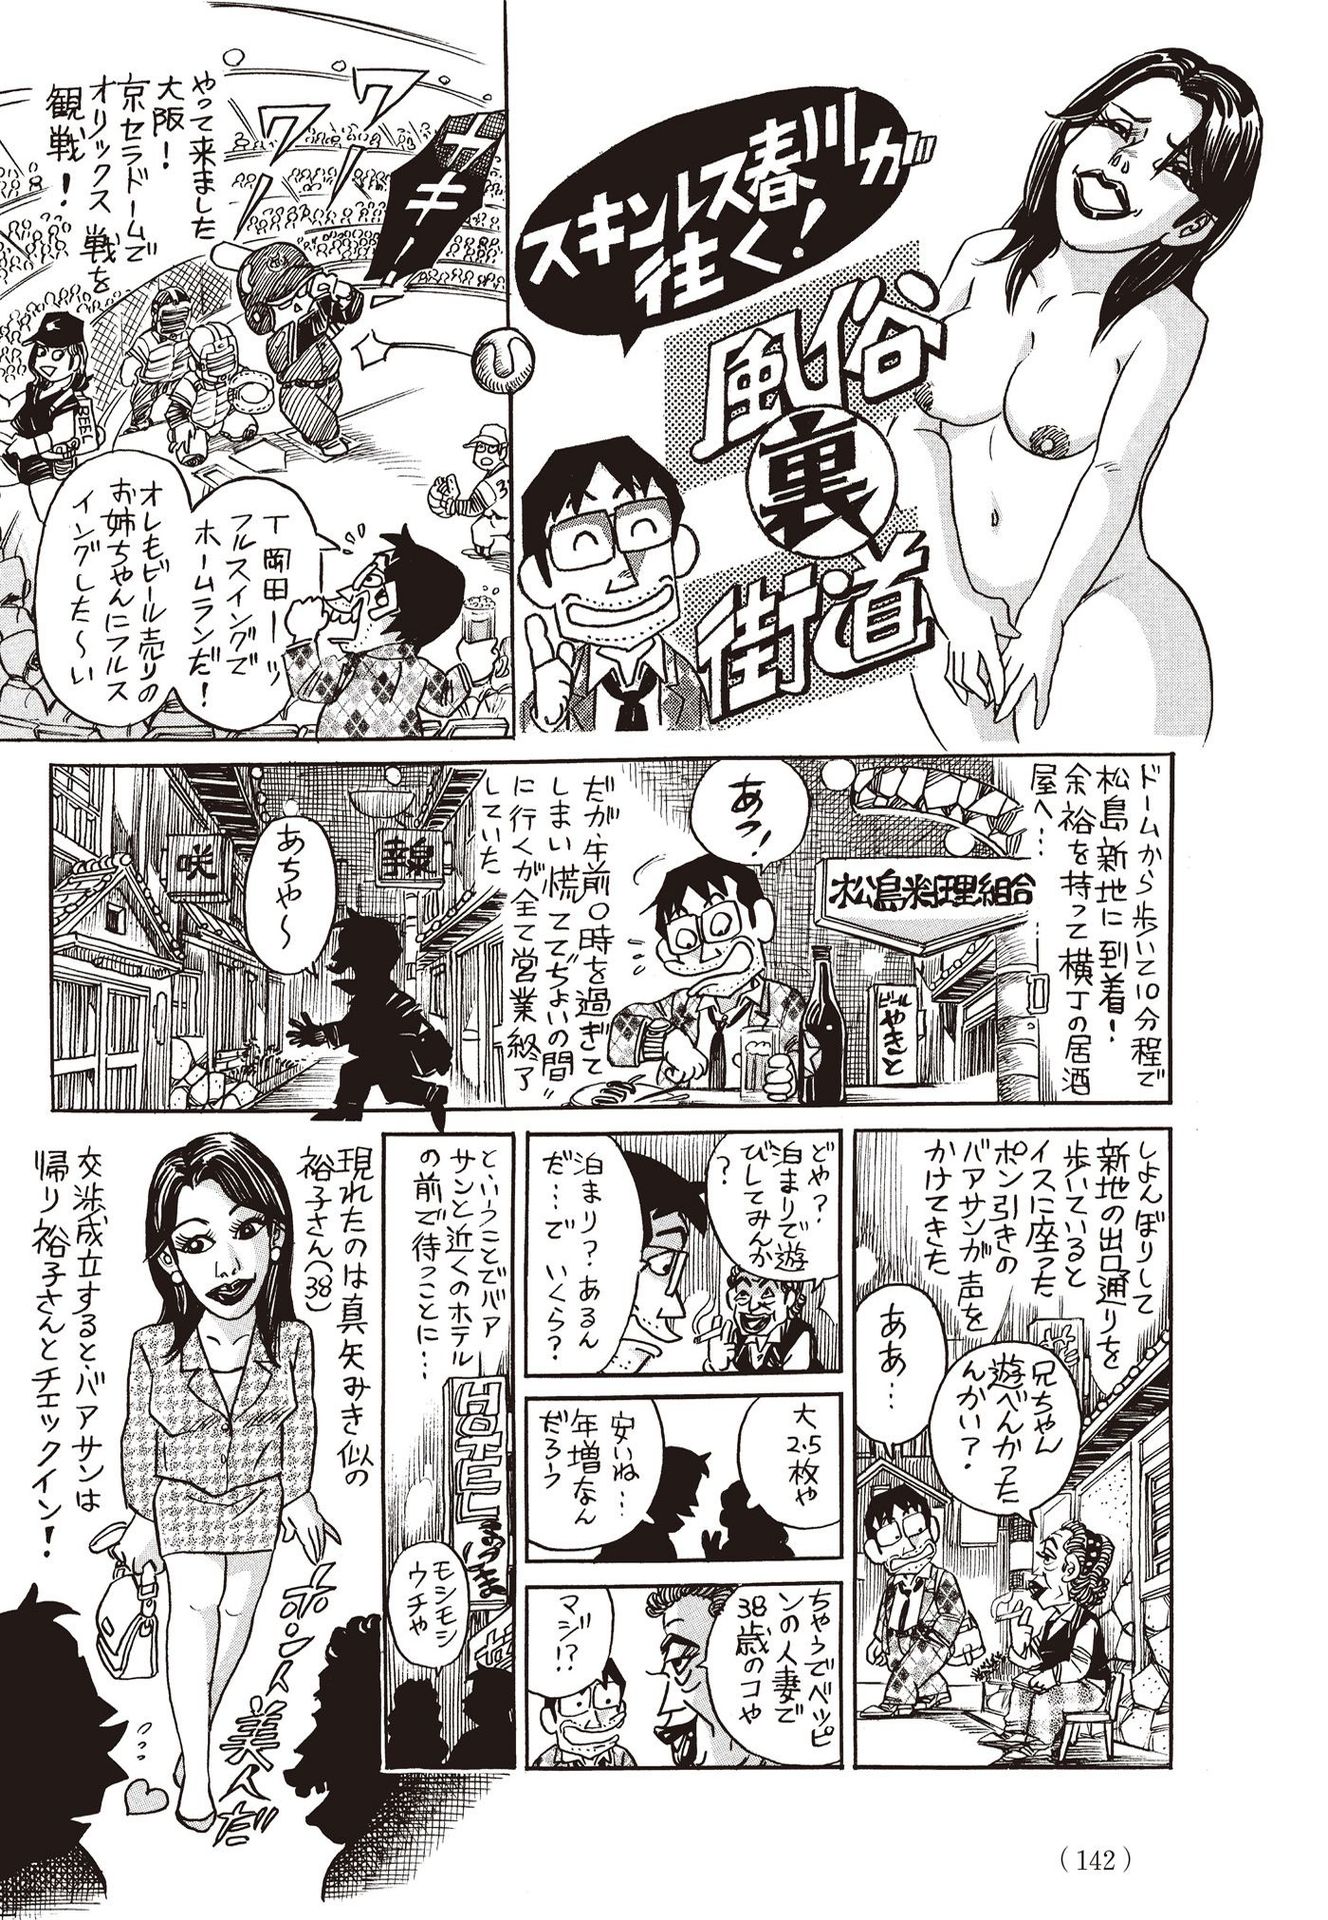 スキンレス春川が
往く!
風俗
裏
街道
やって来ました
大阪!
京セラドームで
オリックス戦を
観戦!
ワー
ワー
カキーン
BEEL
T一岡田ーッ
フルスイングで
ホームランだ!
オレもビール売りの
お姉ちゃんにフルス
イングした~い
ドームから歩いて10分程で
松島新地に到着!
余裕を持って横丁の居酒
屋へ…
松島料理組合
ビール
やきとり
あっ!
だが、午前〇時を過ぎて
しまい慌てて〝ちょいの間〟
に行くが全て営業終了
していた
幸泉
咲
あちゃ~
しょんぼりして
新地の出口通りを
歩いていると
イスに座った
ポン引きの
バアサンが声を
かけてきた
兄ちゃん
遊べんかった
んかい?
ああ…
どや?
泊まりで遊
びしてみんか
?
泊まり?あるん
だ…で いくら?
大
2.5
枚や
安いね…
年増なん
だろう
ちゃうでベッピ
ンの人妻で
38歳のコや
マジ!?
ということでバア
サンと近くのホテル
の前で待つことに…
HOTEL
モシモシ
ウチや
現れたのは真矢みき似の
裕子さん(38)
交渉成立するとバアサンは
帰り裕子さんとチェックイン!
ホ、ホントに美人だ
(142)